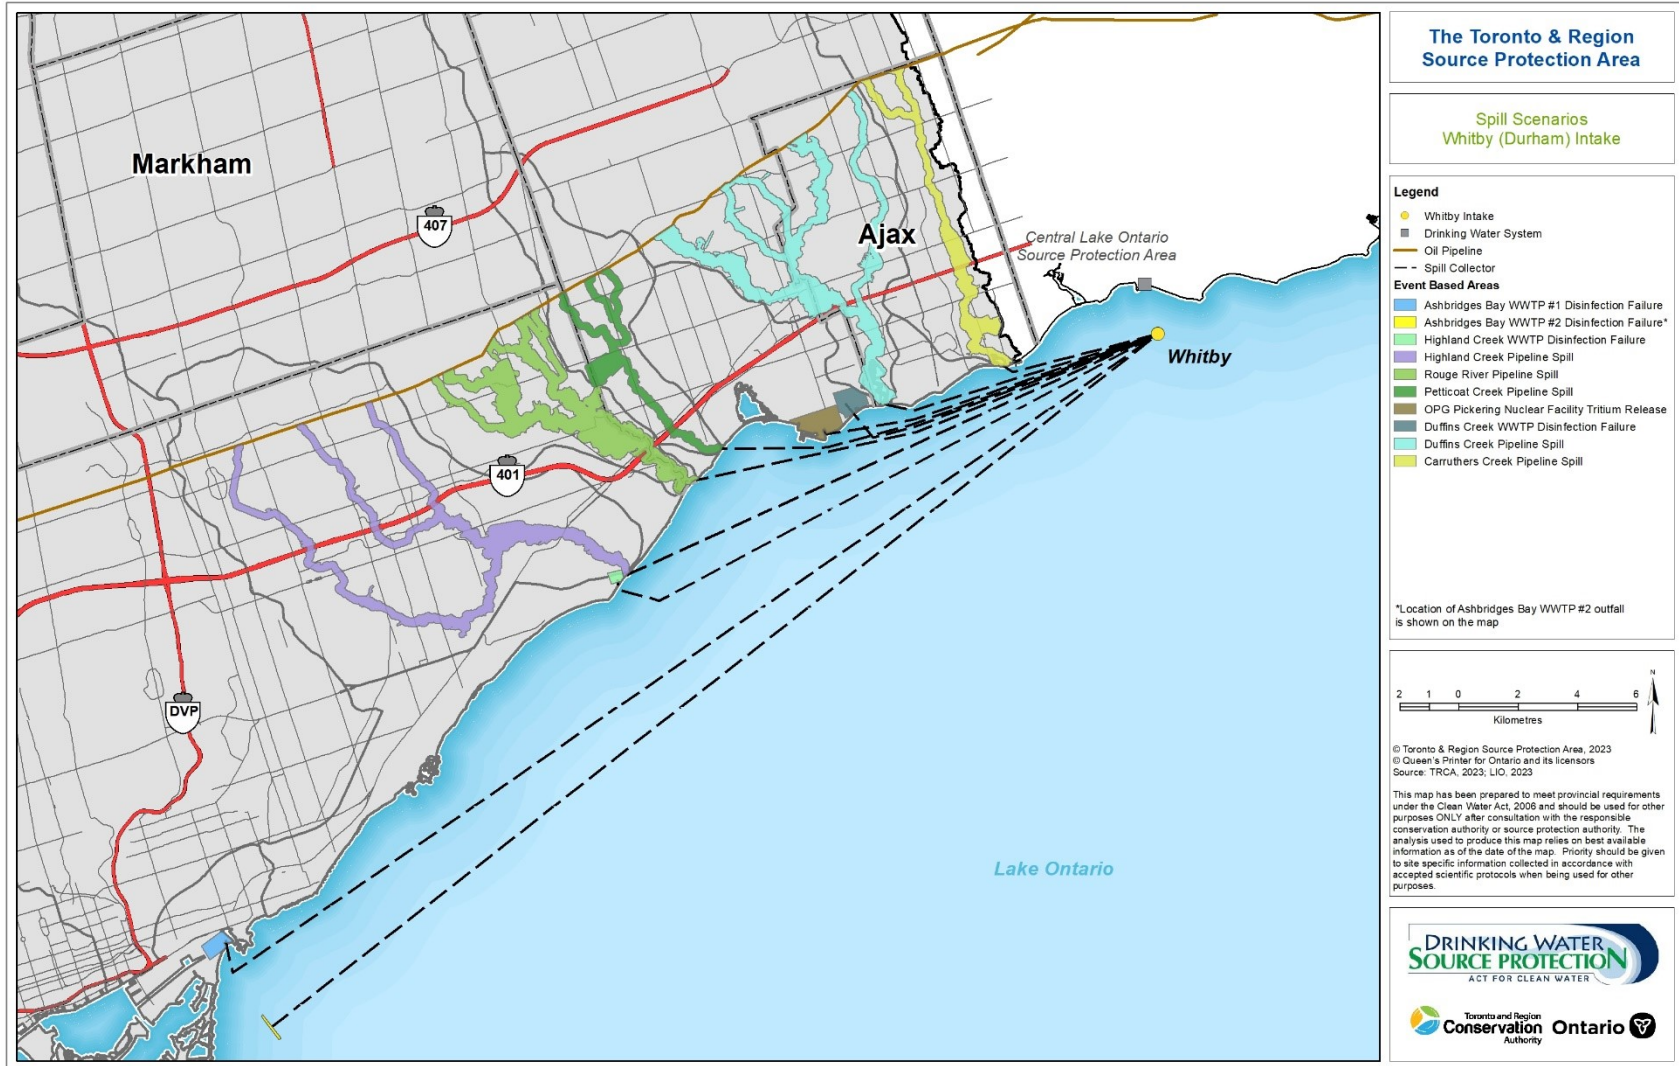 Markham
407
Ajax
Central Lake Ontario
Source Protection Area
Whitby
401
DVP
Lake Ontario
The Toronto & Region
Source Protection Area
Spill Scenarios
Whitby (Durham) Intake
Legend
Whitby Intake
Drinking Water System
Oil Pipeline
Spill Collector
Event Based Areas
Ashbridges Bay WWTP #1 Disinfection Failure
Ashbridges Bay WWTP #2 Disinfection Failure*
Highland Creek WWTP Disinfection Failure
Highland Creek Pipeline Spill
Rouge River Pipeline Spill
Petticoat Creek Pipeline Spill
OPG Pickering Nuclear Facility Tritium Release
Duffins Creek WWTP Disinfection Failure
Duffins Creek Pipeline Spill
Carruthers Creek Pipeline Spill
*Location of Ashbridges Bay WWTP #2 outfall
is shown on the map
2 1 0 2 4 6
Kilometres
N
© Toronto & Region Source Protection Area, 2023
© Queen's Printer for Ontario and its licensors
Source: TRCA, 2023; LIO, 2023
This map has been prepared to meet provincial requirements
under the Clean Water Act, 2006 and should be used for other
purposes ONLY after consultation with the responsible
conservation authority or source protection authority. The
analysis used to produce this map relies on best available
information as of the date of the map. Priority should be given
to site specific information collected in accordance with
accepted scientific protocols when being used for other
purposes.
DRINKING WATER
SOURCE PROTECTION
ACT FOR CLEAN WATER
Toronto and Region
Conservation
Authority
Ontario